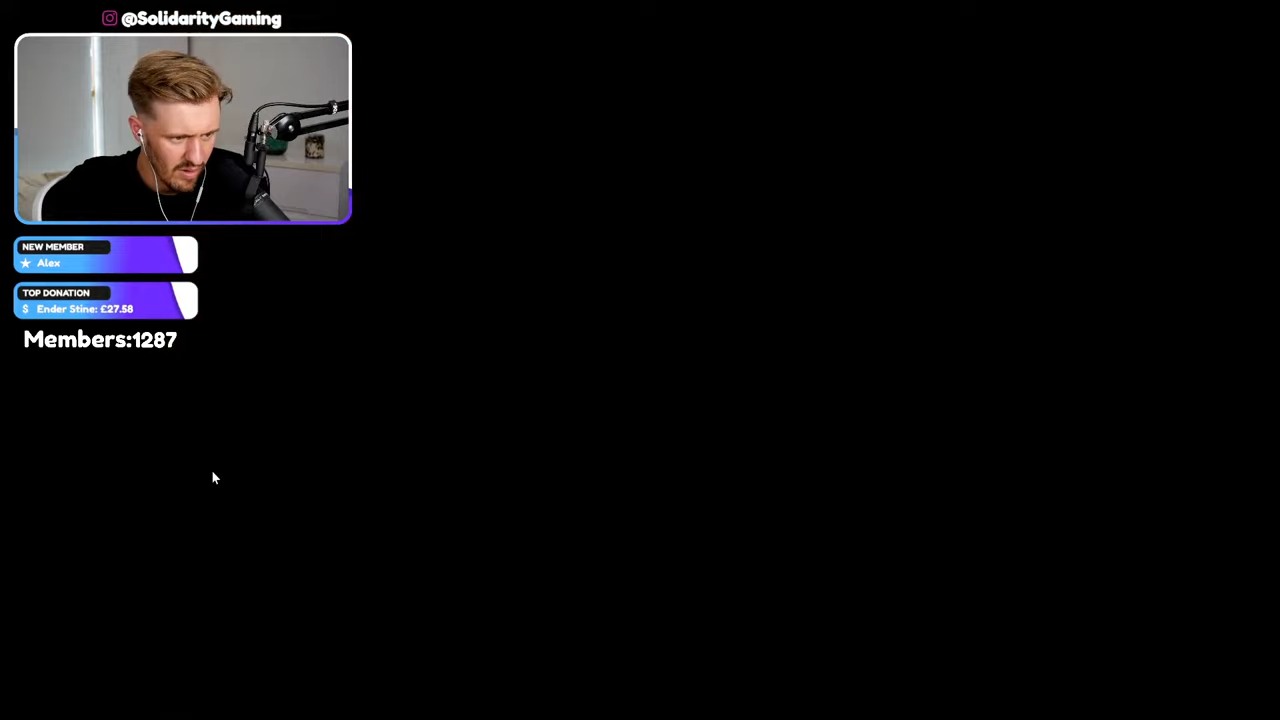 @SolidarityGaming
NEW MEMBER
Alex
TOP DONATION
$ Ender Stine: £27.58
Members:1287